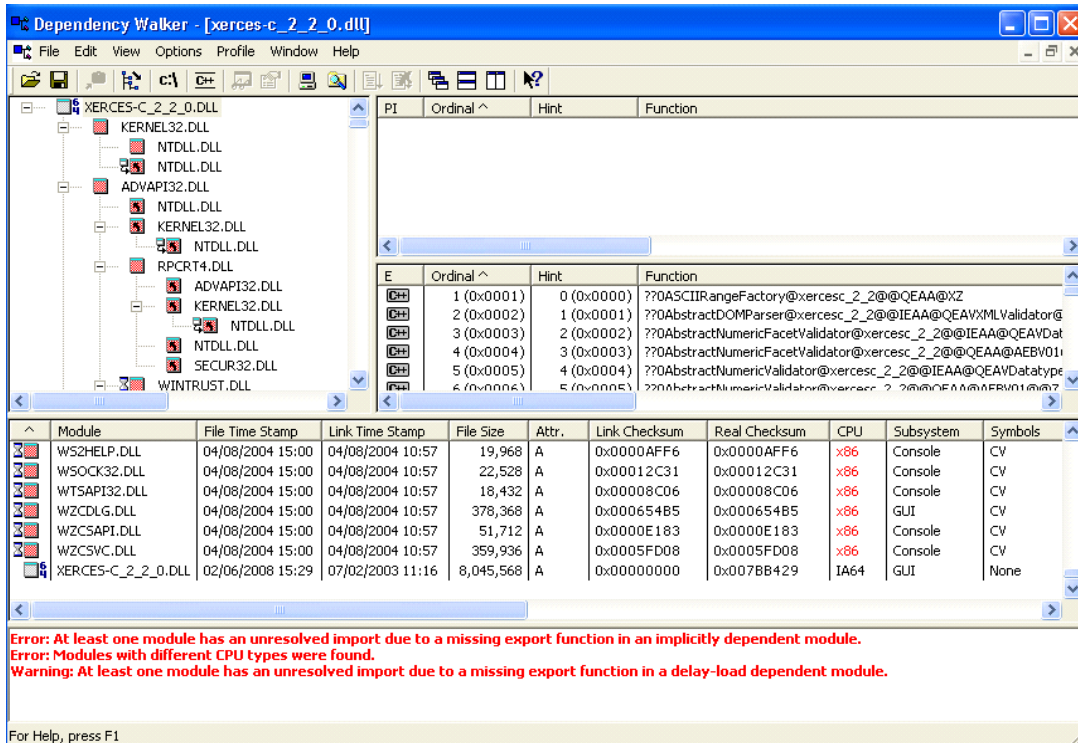 Dependency Walker - [xerces-c_2_2_0.dll]
File Edit View Options Profile Window Help
c:\ C++
XERCES-C_2_2_0.DLL
KERNEL32.DLL
NTDLL.DLL
NTDLL.DLL
ADVAPI32.DLL
NTDLL.DLL
KERNEL32.DLL
NTDLL.DLL
RPCRT4.DLL
ADVAPI32.DLL
KERNEL32.DLL
NTDLL.DLL
NTDLL.DLL
SECUR32.DLL
WINTRUST.DLL
PI Ordinal ^ Hint Function
E Ordinal ^ Hint Function
C++ 1 (0x0001) 0 (0x0000) ??0ASCIIRangeFactory@xercesc_2_2@@QEAA@XZ
C++ 2 (0x0002) 1 (0x0001) ??0AbstractDOMParser@xercesc_2_2@@IEAA@QEAVXMLValidator@
C++ 3 (0x0003) 2 (0x0002) ??0AbstractNumericFacetValidator@xercesc_2_2@@IEAA@QEAVDat
C++ 4 (0x0004) 3 (0x0003) ??0AbstractNumericFacetValidator@xercesc_2_2@@QEAA@AEBV01
C++ 5 (0x0005) 4 (0x0004) ??0AbstractNumericValidator@xercesc_2_2@@IEAA@QEAVDatatype
C++ 6 (0x0006) 5 (0x0005) ??0AbstractNumericValidator@xercesc_2_2@@QEAA@AEBV01@@Z
^ Module File Time Stamp Link Time Stamp File Size Attr. Link Checksum Real Checksum CPU Subsystem Symbols
WS2HELP.DLL 04/08/2004 15:00 04/08/2004 10:57 19,968 A 0x0000AFF6 0x0000AFF6 x86 Console CV
WSOCK32.DLL 04/08/2004 15:00 04/08/2004 10:57 22,528 A 0x00012C31 0x00012C31 x86 Console CV
WTSAPI32.DLL 04/08/2004 15:00 04/08/2004 10:57 18,432 A 0x00008C06 0x00008C06 x86 Console CV
WZCDLG.DLL 04/08/2004 15:00 04/08/2004 10:57 378,368 A 0x000654B5 0x000654B5 x86 GUI CV
WZCSAPI.DLL 04/08/2004 15:00 04/08/2004 10:57 51,712 A 0x0000E183 0x0000E183 x86 Console CV
WZCSVC.DLL 04/08/2004 15:00 04/08/2004 10:57 359,936 A 0x0005FD08 0x0005FD08 x86 Console CV
64 XERCES-C_2_2_0.DLL 02/06/2008 15:29 07/02/2003 11:16 8,045,568 A 0x00000000 0x007BB429 IA64 GUI None
Error: At least one module has an unresolved import due to a missing export function in an implicitly dependent module.
Error: Modules with different CPU types were found.
Warning: At least one module has an unresolved import due to a missing export function in a delay-load dependent module.
For Help, press F1